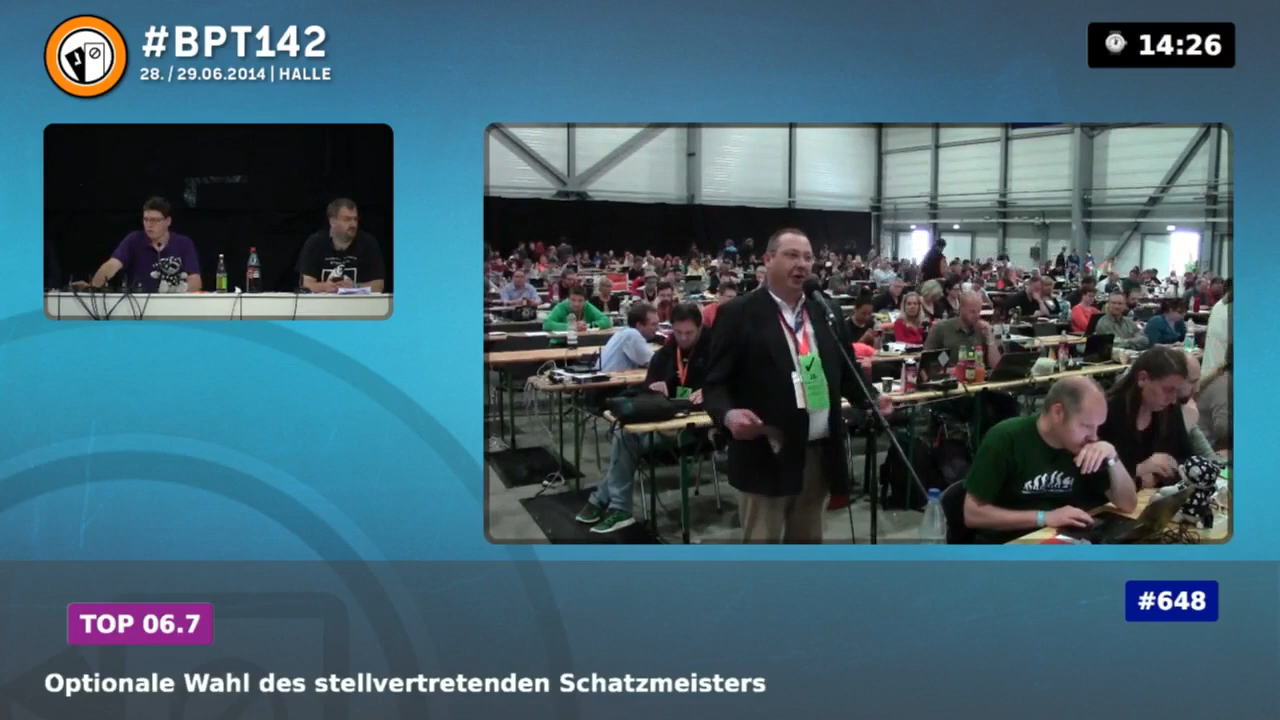 #BPT142
28. / 29.06.2014 | HALLE
14:26
#648
TOP 06.7
Optionale Wahl des stellvertretenden Schatzmeisters